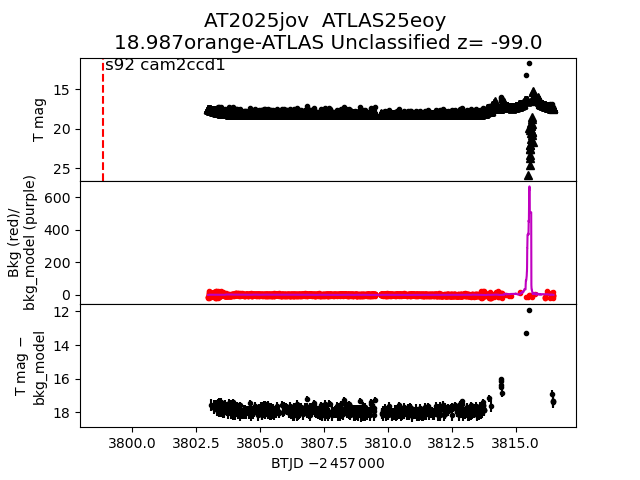 AT2025jov  ATLAS25eoy
18.987orange-ATLAS Unclassified z= -99.0
s92 cam2ccd1
T mag
15
20
25
Bkg (red)/
bkg_model (purple)
600
400
200
0
T mag −
bkg_model
12
14
16
18
3800.0 3802.5 3805.0 3807.5 3810.0 3812.5 3815.0
BTJD −2 457 000